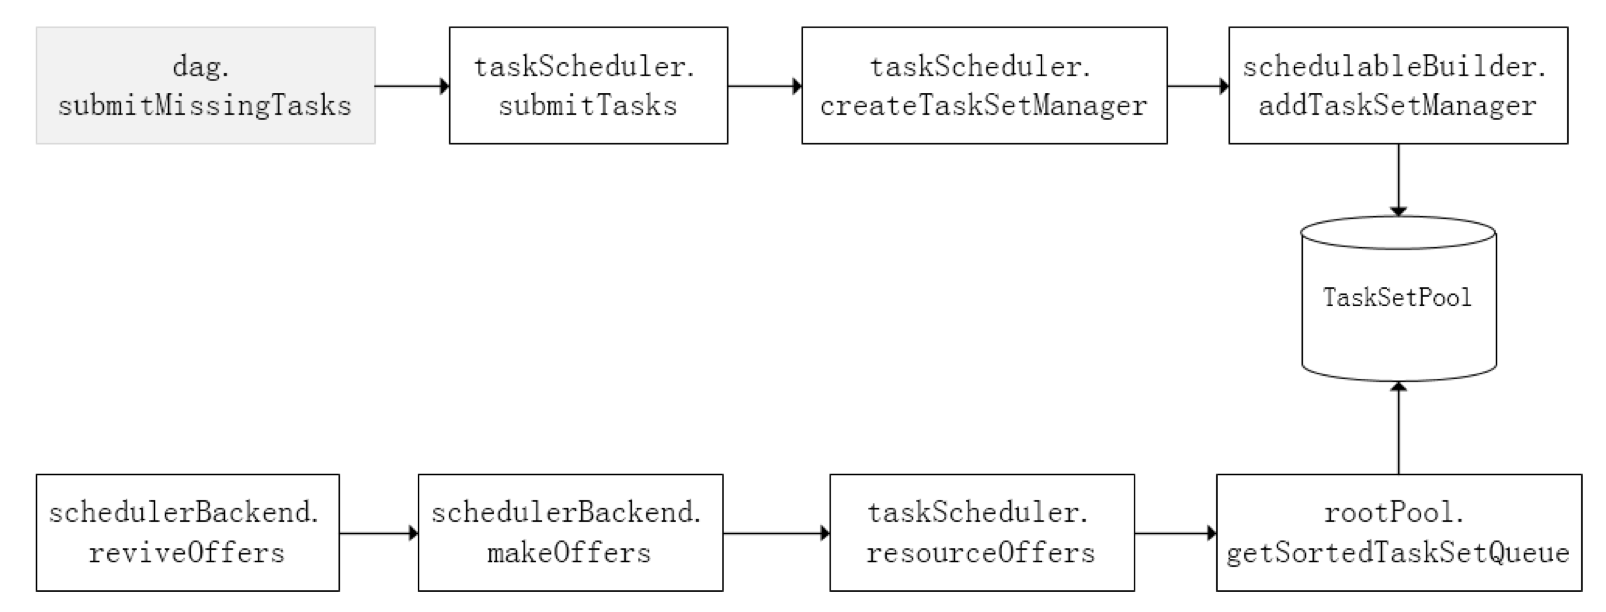 dag.
submitMissingTasks
taskScheduler.
submitTasks
taskScheduler.
createTaskSetManager
schedulableBuilder.
addTaskSetManager
TaskSetPool
schedulerBackend.
reviveOffers
schedulerBackend.
makeOffers
taskScheduler.
resourceOffers
rootPool.
getSortedTaskSetQueue